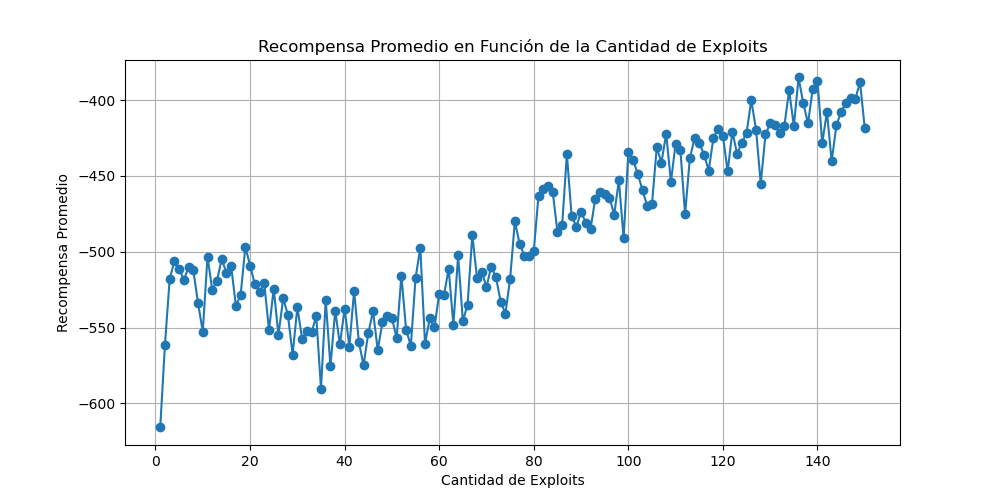 Recompensa Promedio en Función de la Cantidad de Exploits
Recompensa Promedio
−400
−450
−500
−550
−600
0 20 40 60 80 100 120 140
Cantidad de Exploits